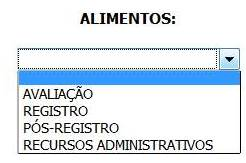 ALIMENTOS:
AVALIAÇÃO
REGISTRO
PÓS-REGISTRO
RECURSOS ADMINISTRATIVOS